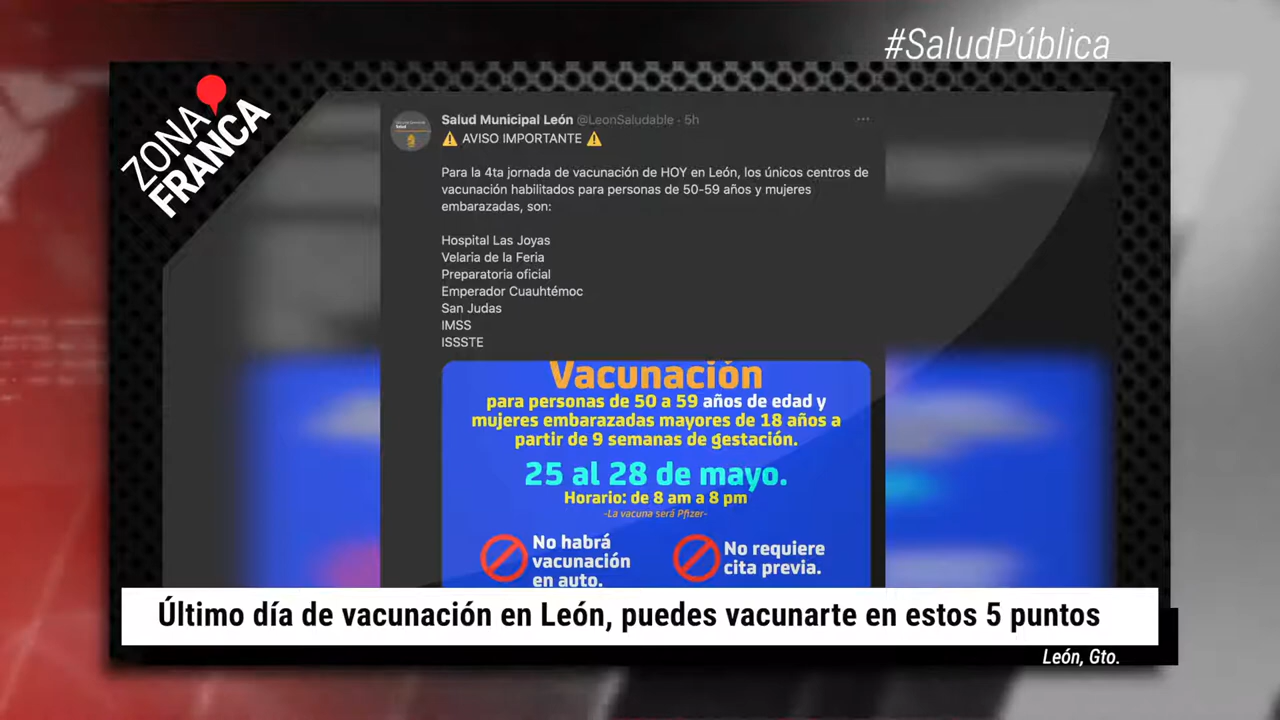 #SaludPública
ZONA
FRANCA
Salud Municipal León @LeonSaludable · 5h
⚠️ AVISO IMPORTANTE ⚠️
Para la 4ta jornada de vacunación de HOY en León, los únicos centros de
vacunación habilitados para personas de 50-59 años y mujeres
embarazadas, son:
Hospital Las Joyas
Velaria de la Feria
Preparatoria oficial
Emperador Cuauhtémoc
San Judas
IMSS
ISSSTE
Vacunación
para personas de 50 a 59 años de edad y
mujeres embarazadas mayores de 18 años a
partir de 9 semanas de gestación.
25 al 28 de mayo.
Horario: de 8 am a 8 pm
-La vacuna será Pfizer-
No habrá
vacunación
en auto.
No requiere
cita previa.
Último día de vacunación en León, puedes vacunarte en estos 5 puntos
León, Gto.